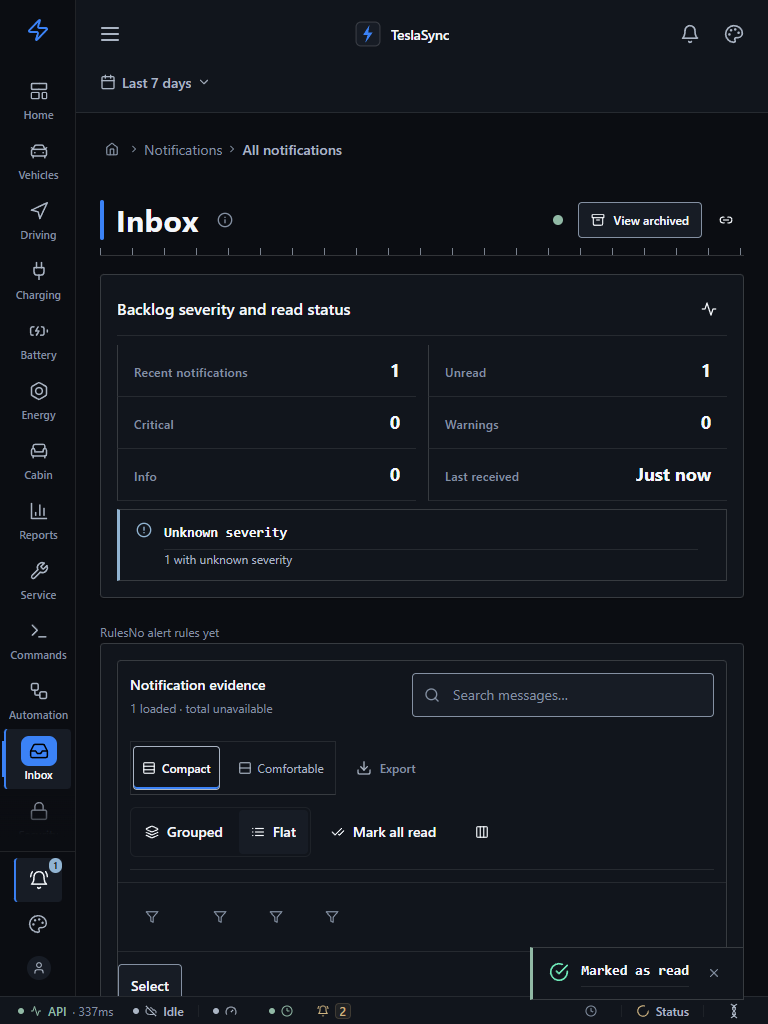 TeslaSync
Last 7 days
Home
Vehicles
Driving
Charging
Battery
Energy
Cabin
Reports
Service
Commands
Automation
Inbox
1
Notifications
All notifications
Inbox
View archived
Backlog severity and read status
Recent notifications 1
Unread 1
Critical 0
Warnings 0
Info 0
Last received Just now
Unknown severity
1 with unknown severity
RulesNo alert rules yet
Notification evidence
1 loaded · total unavailable
Search messages...
Compact
Comfortable
Export
Grouped
Flat
Mark all read
Select
Marked as read
API · 337ms
Idle
2
Status